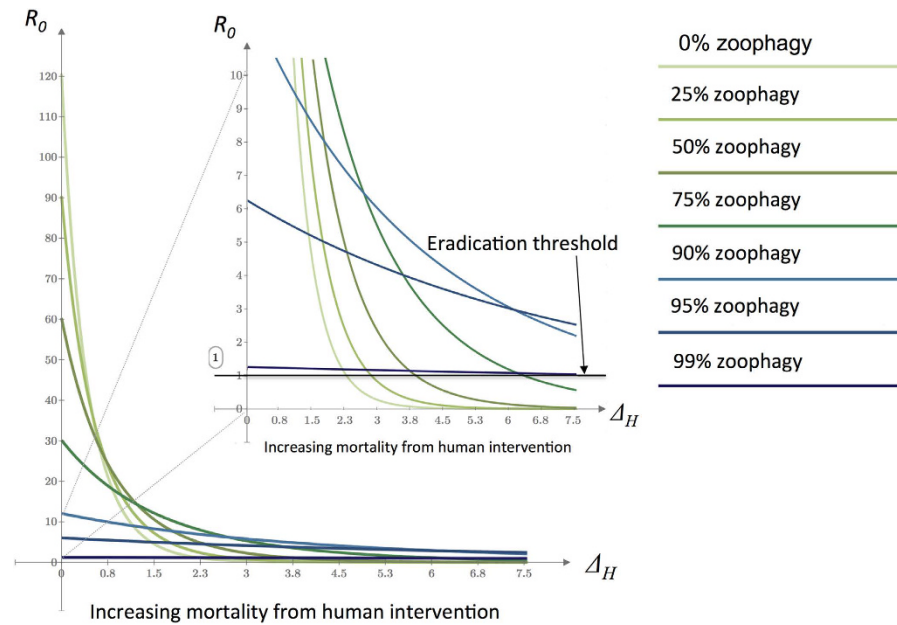 R0
120
110
100
90
80
70
60
50
40
30
20
10
0
0 0.8 1.5 2.3 3 3.8 4.5 5.3 6 6.8 7.5
ΔH
Increasing mortality from human intervention
R0
10
9
8
7
6
5
4
3
2
1
1
0
0 0.8 1.5 2.3 3 3.8 4.5 5.3 6 6.8 7.5
ΔH
Increasing mortality from human intervention
Eradication threshold
0% zoophagy
25% zoophagy
50% zoophagy
75% zoophagy
90% zoophagy
95% zoophagy
99% zoophagy